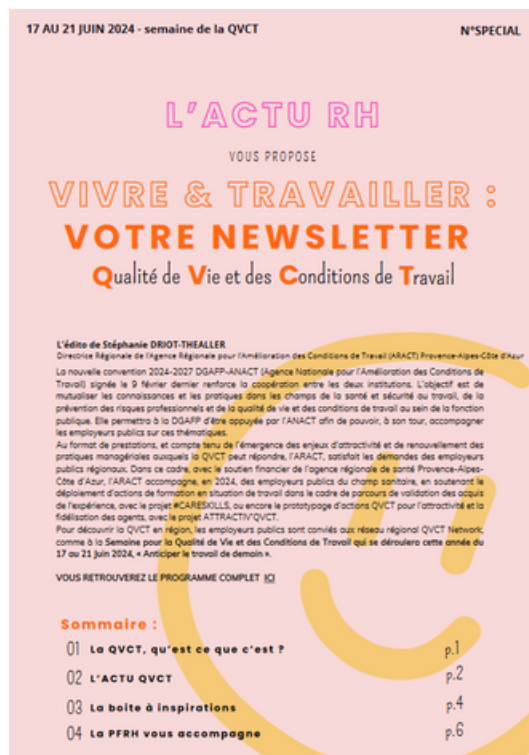 17 AU 21 JUIN 2024 - semaine de la QVCT
N°SPECIAL
L'ACTU RH
VOUS PROPOSE
VIVRE & TRAVAILLER :
VOTRE NEWSLETTER
Qualité de Vie et des Conditions de Travail
L'édito de Stéphanie DRIOT-THEALLER
Directrice Régionale de l'Agence Régionale pour l'Amélioration des Conditions de Travail (ARACT) Provence-Alpes-Côte d'Azur
La nouvelle convention 2024-2027 DGAFP-ANACT (Agence Nationale pour l'Amélioration des Conditions de
Travail) signée le 9 février dernier renforce la coopération entre les deux institutions. L'objectif est de
mutualiser les connaissances et les pratiques dans les champs de la santé et sécurité au travail, de la
prévention des risques professionnels et de la qualité de vie et des conditions de travail au sein de la fonction
publique. Elle permettra à la DGAFP d'être appuyée par l'ANACT afin de pouvoir, à son tour, accompagner
les employeurs publics sur ces thématiques.
Au format de prestations, et compte tenu de l'émergence des enjeux d'attractivité et de renouvellement des
pratiques managériales auxquels la QVCT peut répondre, l'ARACT, satisfait les demandes des employeurs
publics régionaux. Dans ce cadre, avec le soutien financier de l'agence régionale de santé Provence-Alpes-
Côte d'Azur, l'ARACT accompagne, en 2024, des employeurs publics du champ sanitaire, en soutenant le
déploiement d'actions de formation en situation de travail dans le cadre de parcours de validation des acquis
de l'expérience, avec le projet #CARESKILLS, ou encore le prototypage d'actions QVCT pour l'attractivité et la
fidélisation des agents, avec le projet ATTRACTIV'QVCT.
Pour découvrir la QVCT en région, les employeurs publics sont conviés aux réseau régional QVCT Network,
comme à la Semaine pour la Qualité de Vie et des Conditions de Travail qui se déroulera cette année du
17 au 21 Juin 2024, « Anticiper le travail de demain ».
VOUS RETROUVEREZ LE PROGRAMME COMPLET ICI
Sommaire :
01 La QVCT, qu'est ce que c'est ? p.1
02 L'ACTU QVCT p.2
03 La boite à inspirations p.4
04 La PFRH vous accompagne p.6